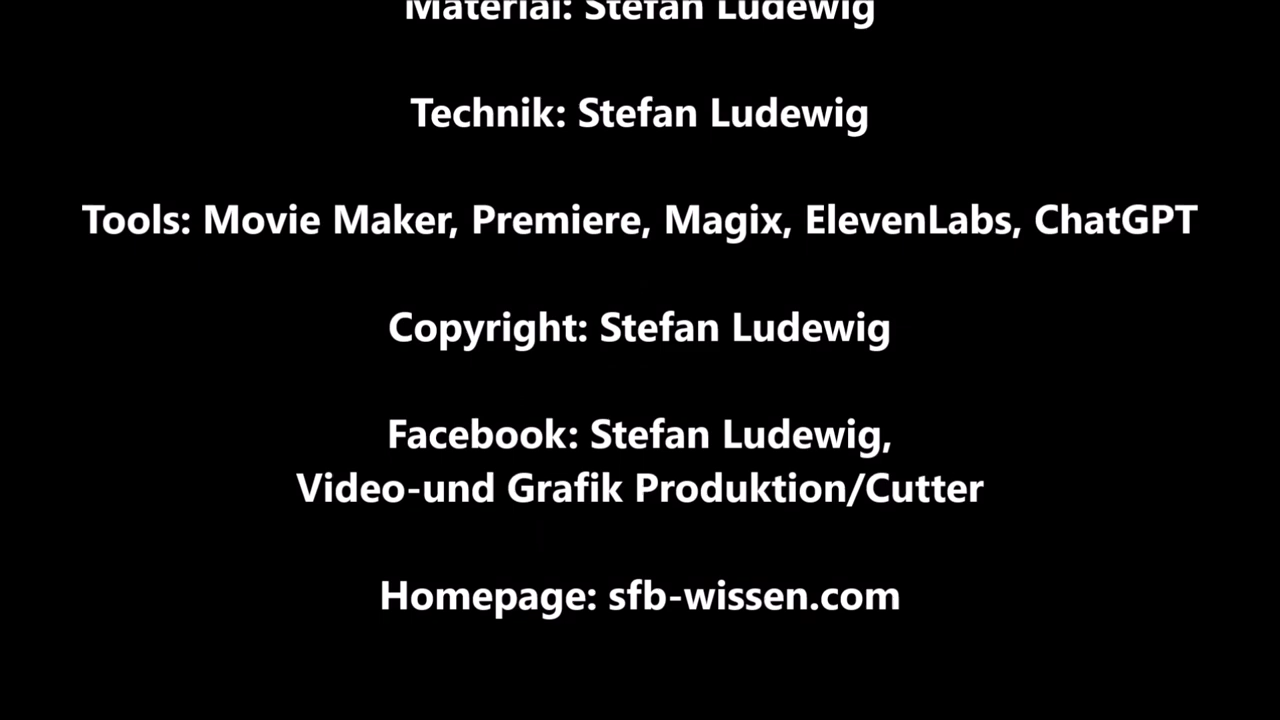 Material: Stefan Ludewig
Technik: Stefan Ludewig
Tools: Movie Maker, Premiere, Magix, ElevenLabs, ChatGPT
Copyright: Stefan Ludewig
Facebook: Stefan Ludewig,
Video-und Grafik Produktion/Cutter
Homepage: sfb-wissen.com